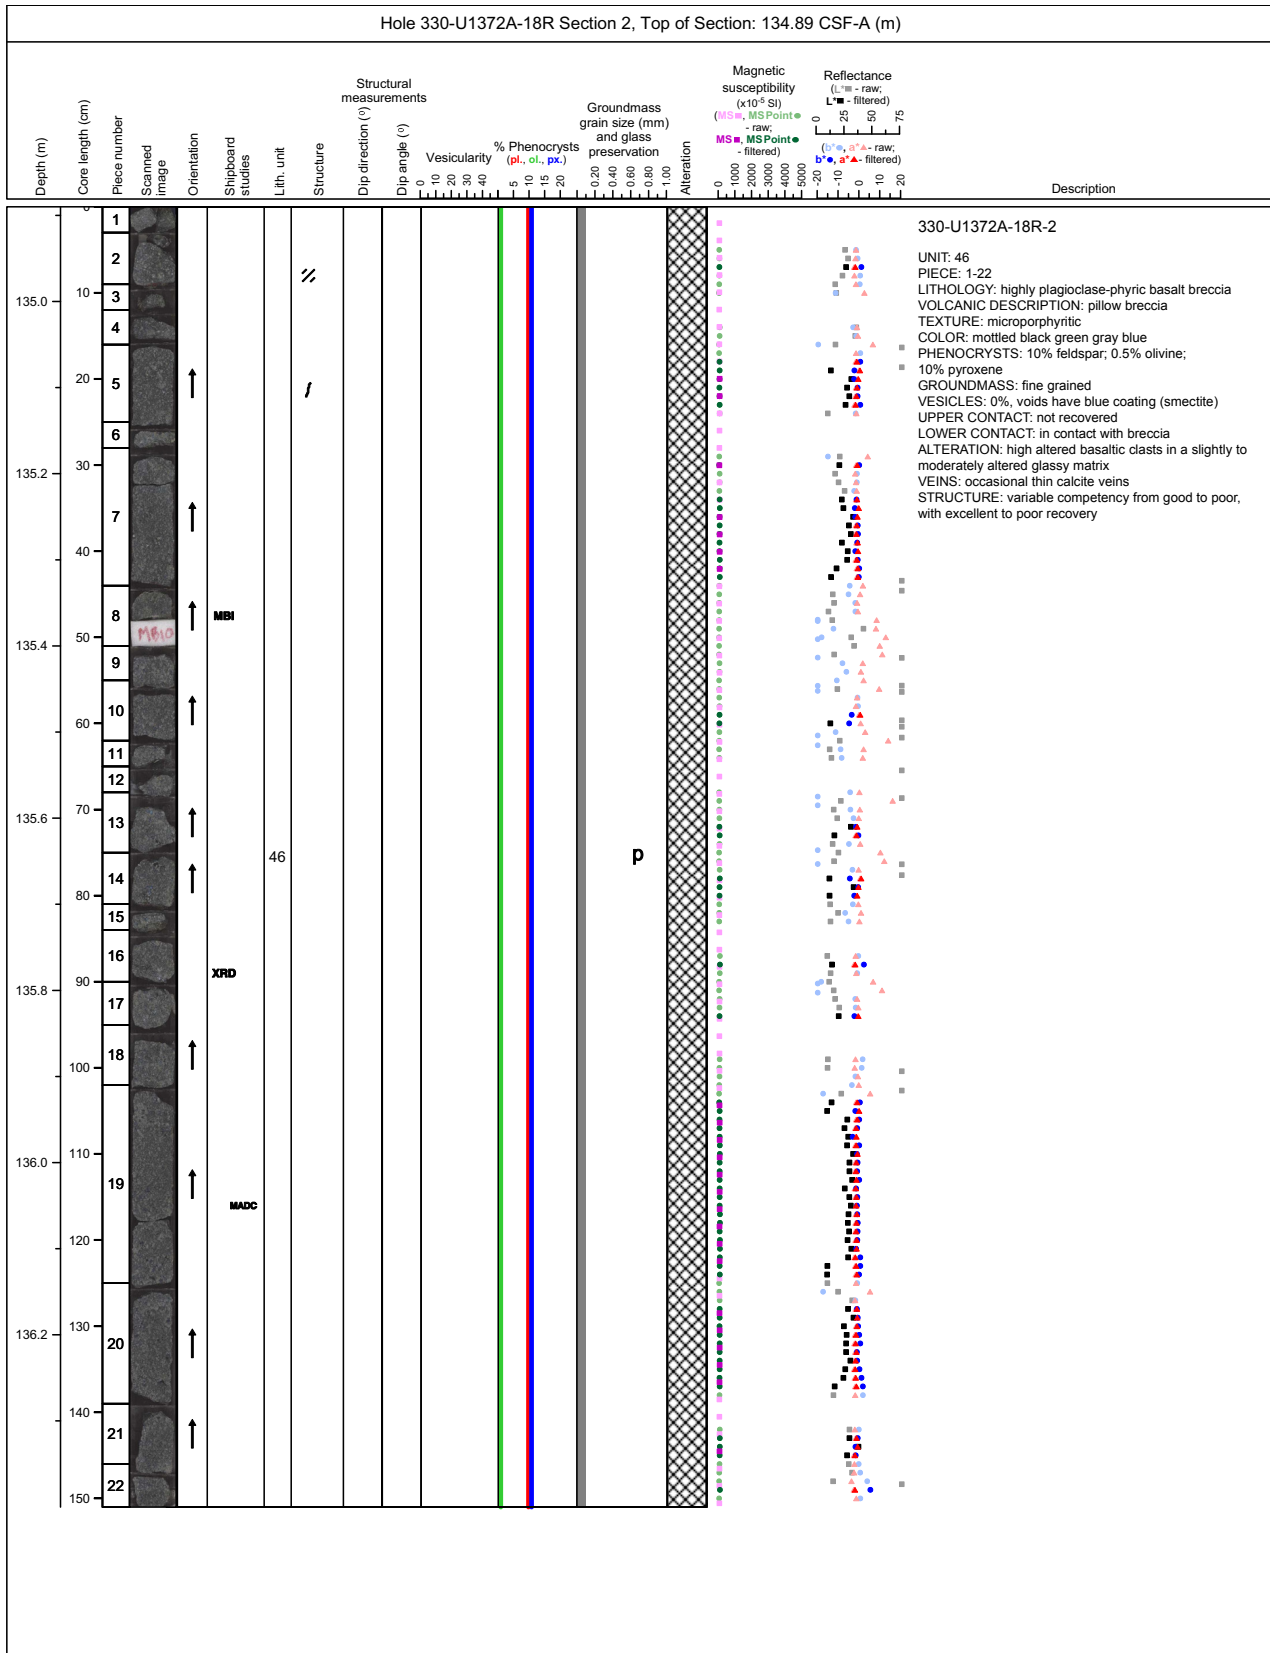 Hole 330-U1372A-18R Section 2, Top of Section: 134.89 CSF-A (m)
Depth (m)
Core length (cm)
Piece number
Scanned image
Orientation
Shipboard studies
Lith. unit
Structure
Structural measurements
Dip direction (°)
Dip angle (°)
Vesicularity
0 10 20 30 40
% Phenocrysts
(pl., ol., px.)
5 10 15 20
Groundmass
grain size (mm)
and glass
preservation
0.20 0.40 0.60 0.80 1.00
Alteration
Magnetic
susceptibility
(x10-5 SI)
(MS■, MSPoint●
- raw;
MS■, MSPoint●
- filtered)
0 1000 2000 3000 4000 5000
Reflectance
(L*■ - raw;
L*■ - filtered)
0 25 50 75
(b*●, a*▲- raw;
b*●, a*▲- filtered)
-20 -10 0 10 20
Description
135.0
135.2
135.4
135.6
135.8
136.0
136.2
0
10
20
30
40
50
60
70
80
90
100
110
120
130
140
150
1
2
3
4
5
6
7
8
9
10
11
12
13
14
15
16
17
18
19
20
21
22
MB10
MBI
XRD
MADC
46
p
330-U1372A-18R-2
UNIT: 46
PIECE: 1-22
LITHOLOGY: highly plagioclase-phyric basalt breccia
VOLCANIC DESCRIPTION: pillow breccia
TEXTURE: microporphyritic
COLOR: mottled black green gray blue
PHENOCRYSTS: 10% feldspar; 0.5% olivine;
10% pyroxene
GROUNDMASS: fine grained
VESICLES: 0%, voids have blue coating (smectite)
UPPER CONTACT: not recovered
LOWER CONTACT: in contact with breccia
ALTERATION: high altered basaltic clasts in a slightly to
moderately altered glassy matrix
VEINS: occasional thin calcite veins
STRUCTURE: variable competency from good to poor,
with excellent to poor recovery